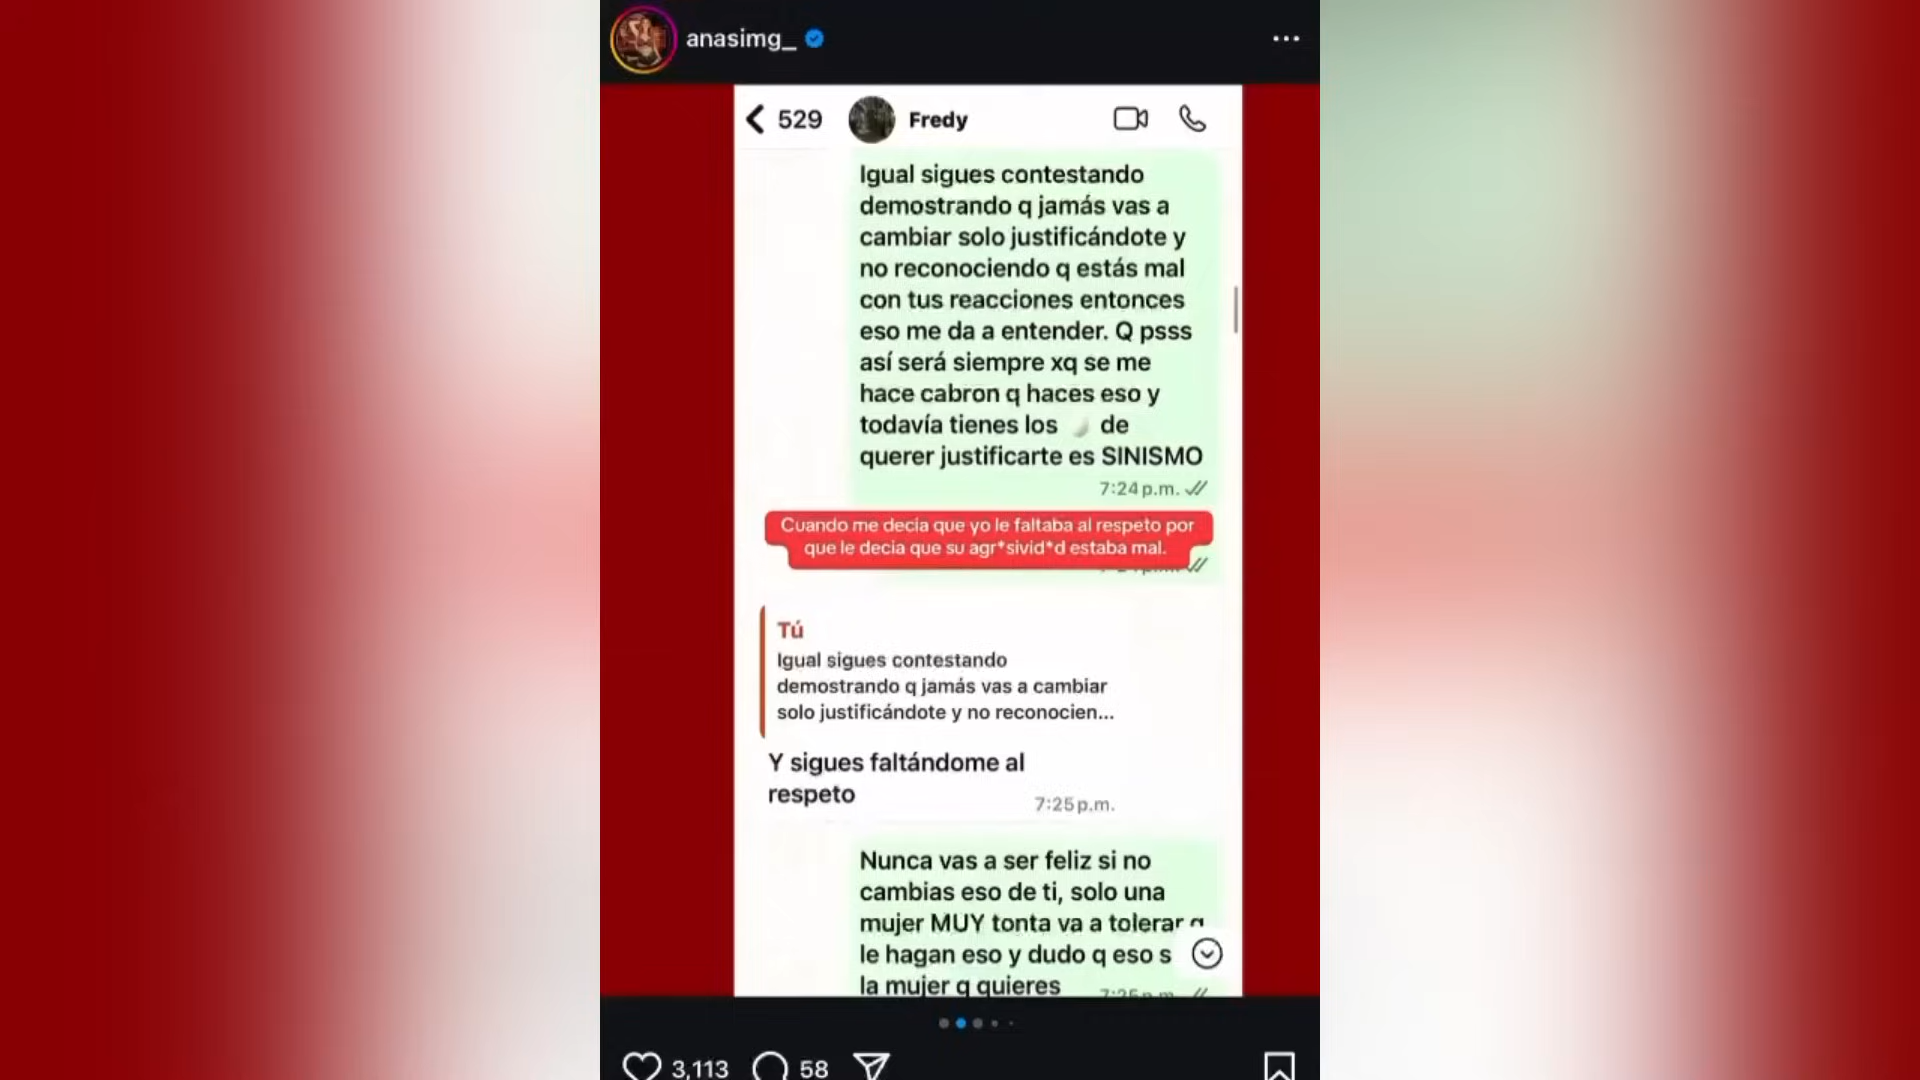 anasimg_
529
Fredy
Igual sigues contestando
demostrando q jamás vas a
cambiar solo justificándote y
no reconociendo q estás mal
con tus reacciones entonces
eso me da a entender. Q psss
así será siempre xq se me
hace cabron q haces eso y
todavía tienes los de
querer justificarte es SINISMO
7:24 p.m.
Cuando me decia que yo le faltaba al respeto por
que le decia que su agr*sivid*d estaba mal.
Tú
Igual sigues contestando
demostrando q jamás vas a cambiar
solo justificándote y no reconocien...
Y sigues faltándome al
respeto
7:25 p.m.
Nunca vas a ser feliz si no
cambias eso de ti, solo una
mujer MUY tonta va a tolerar q
le hagan eso y dudo q eso s
la mujer q quieres
3,113
58